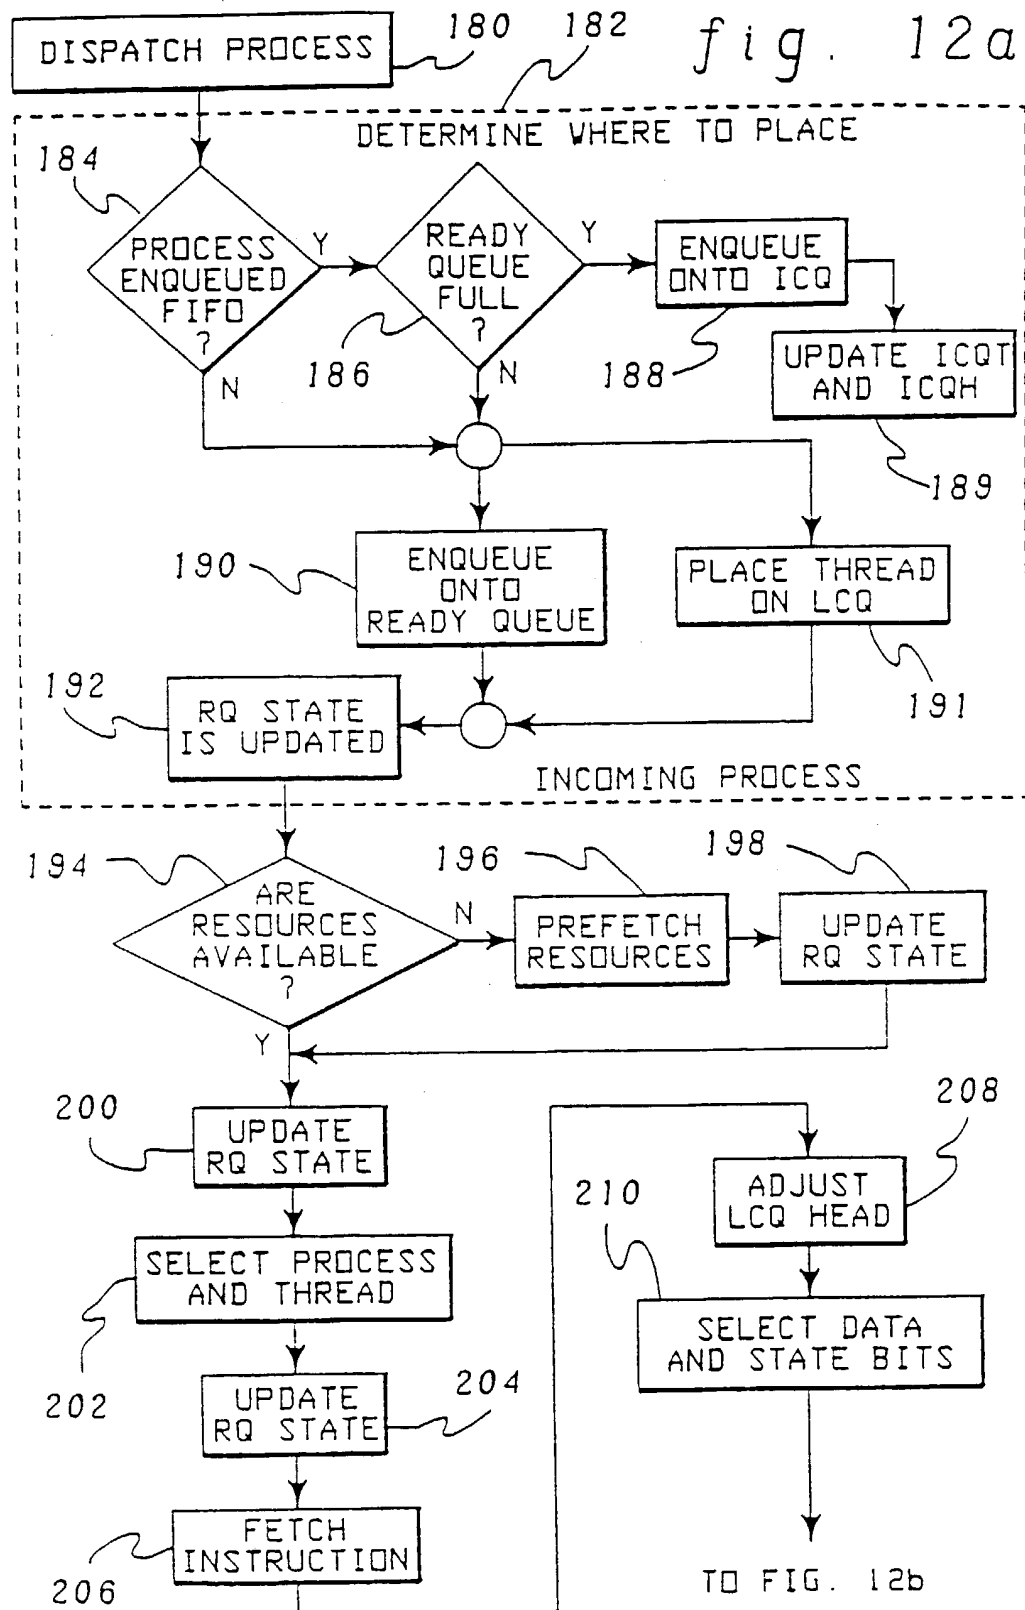 fig. 12a
DISPATCH PROCESS
180
182
DETERMINE WHERE TO PLACE
184
PROCESS
ENQUEUED
FIFO
?
Y
N
READY
QUEUE
FULL
?
Y
N
186
ENQUEUE
ONTO ICQ
188
UPDATE ICQT
AND ICQH
189
190
ENQUEUE
ONTO
READY QUEUE
PLACE THREAD
ON LCQ
191
192
RQ STATE
IS UPDATED
INCOMING PROCESS
194
ARE
RESOURCES
AVAILABLE
?
N
Y
196
PREFETCH
RESOURCES
198
UPDATE
RQ STATE
200
UPDATE
RQ STATE
SELECT PROCESS
AND THREAD
202
UPDATE
RQ STATE
204
FETCH
INSTRUCTION
206
208
ADJUST
LCQ HEAD
210
SELECT DATA
AND STATE BITS
TO FIG. 12b